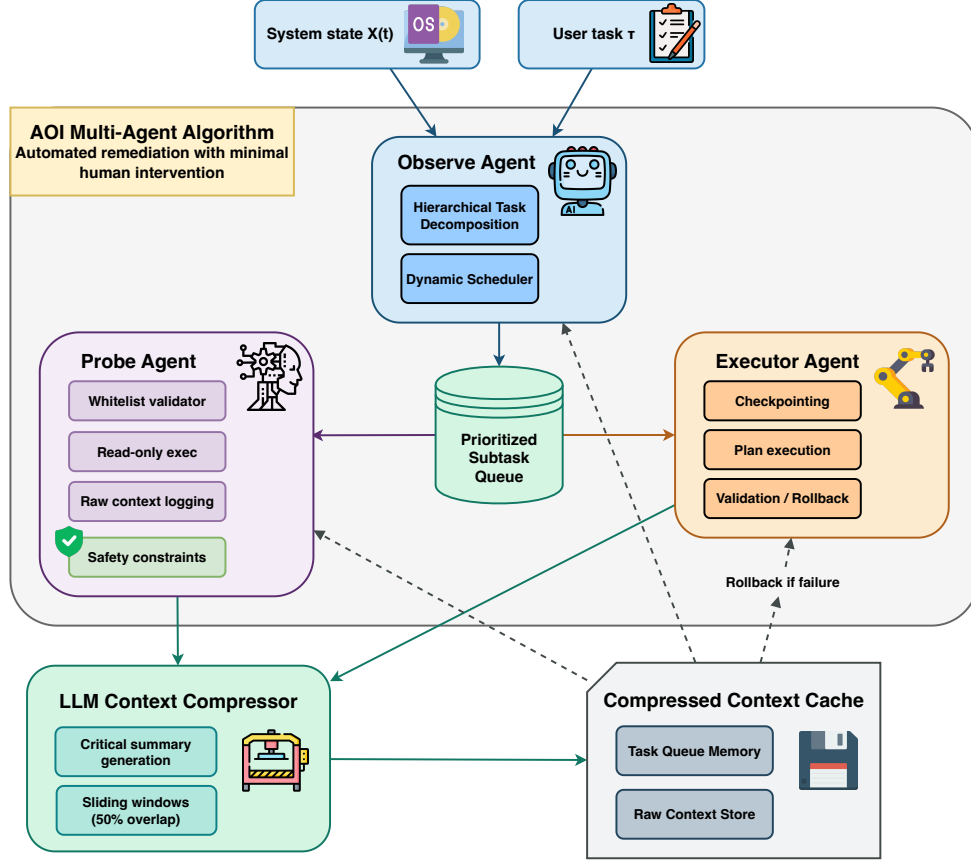 System state X(t)
OS
User task τ
AOI Multi-Agent Algorithm
Automated remediation with minimal
human intervention
Observe Agent
AI
Hierarchical Task
Decomposition
Dynamic Scheduler
Probe Agent
Whitelist validator
Read-only exec
Raw context logging
Safety constraints
Prioritized
Subtask
Queue
Executor Agent
Checkpointing
Plan execution
Validation / Rollback
Rollback if failure
LLM Context Compressor
Critical summary
generation
Sliding windows
(50% overlap)
Compressed Context Cache
Task Queue Memory
Raw Context Store